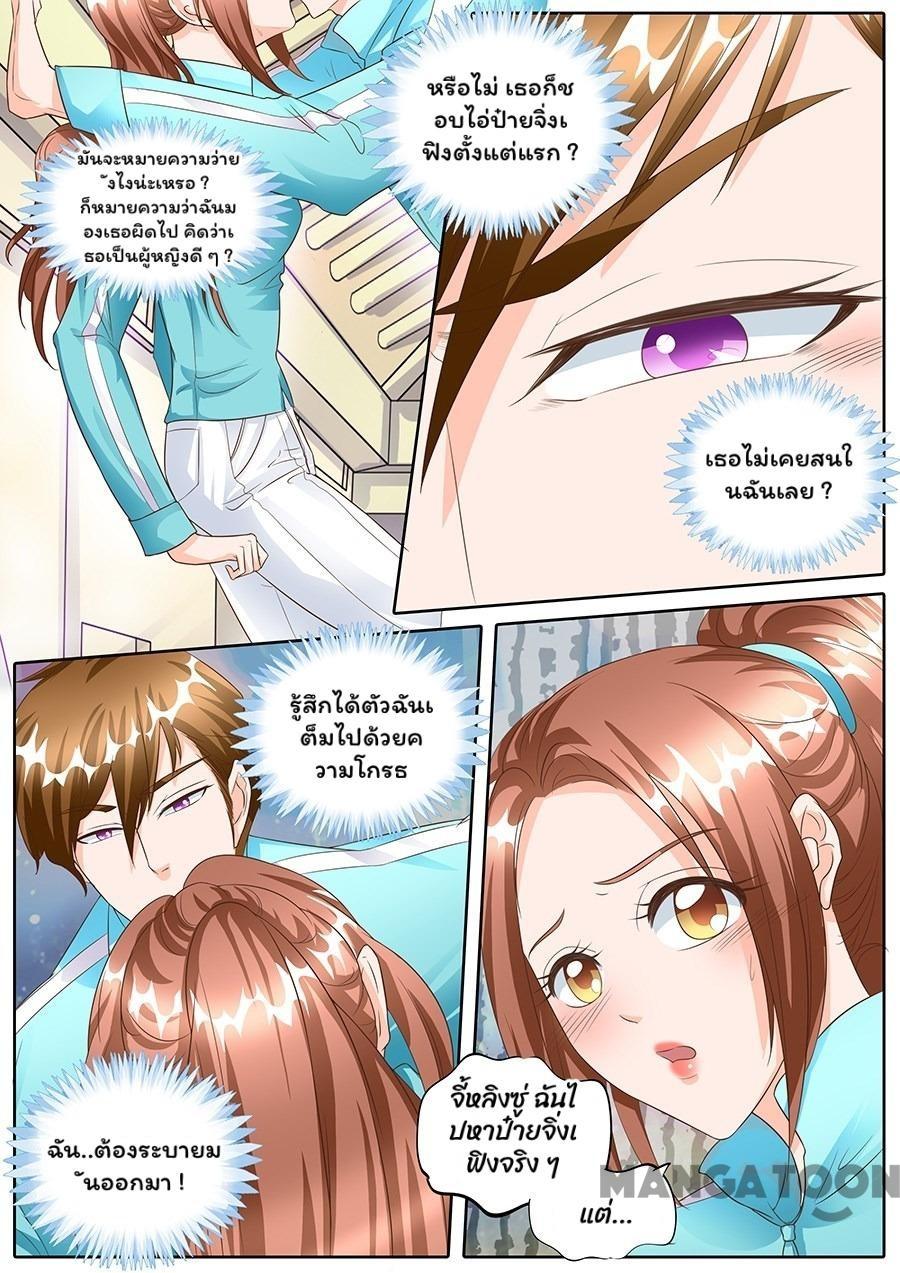 มันจะหมายความว่าย
ังไงน่ะเหรอ ?
ก็หมายความว่าฉันม
องเธอผิดไป คิดว่าเ
ธอเป็นผู้หญิงดี ๆ ?
หรือไม่ เธอก็ช
อบไอ่ป๋ายจิ่งเ
ฟิงตั้งแต่แรก ?
เธอไม่เคยสนใ
นฉันเลย ?
รู้สึกได้ตัวฉันเ
ต็มไปด้วยค
วามโกรธ
ฉัน..ต้องระบายม
ันออกมา !
จี้หลิงซู่ ฉันไ
ปหาป๋ายจิ่งเ
ฟิงจริง ๆ
แต่...
MANGATOON